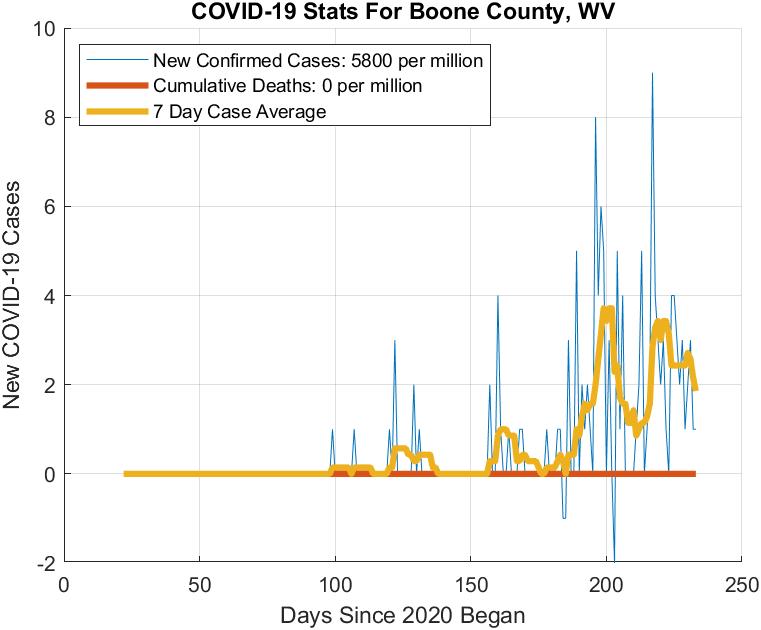 COVID-19 Stats For Boone County, WV
New Confirmed Cases: 5800 per million
Cumulative Deaths: 0 per million
7 Day Case Average
New COVID-19 Cases
10
8
6
4
2
0
-2
0 50 100 150 200 250
Days Since 2020 Began